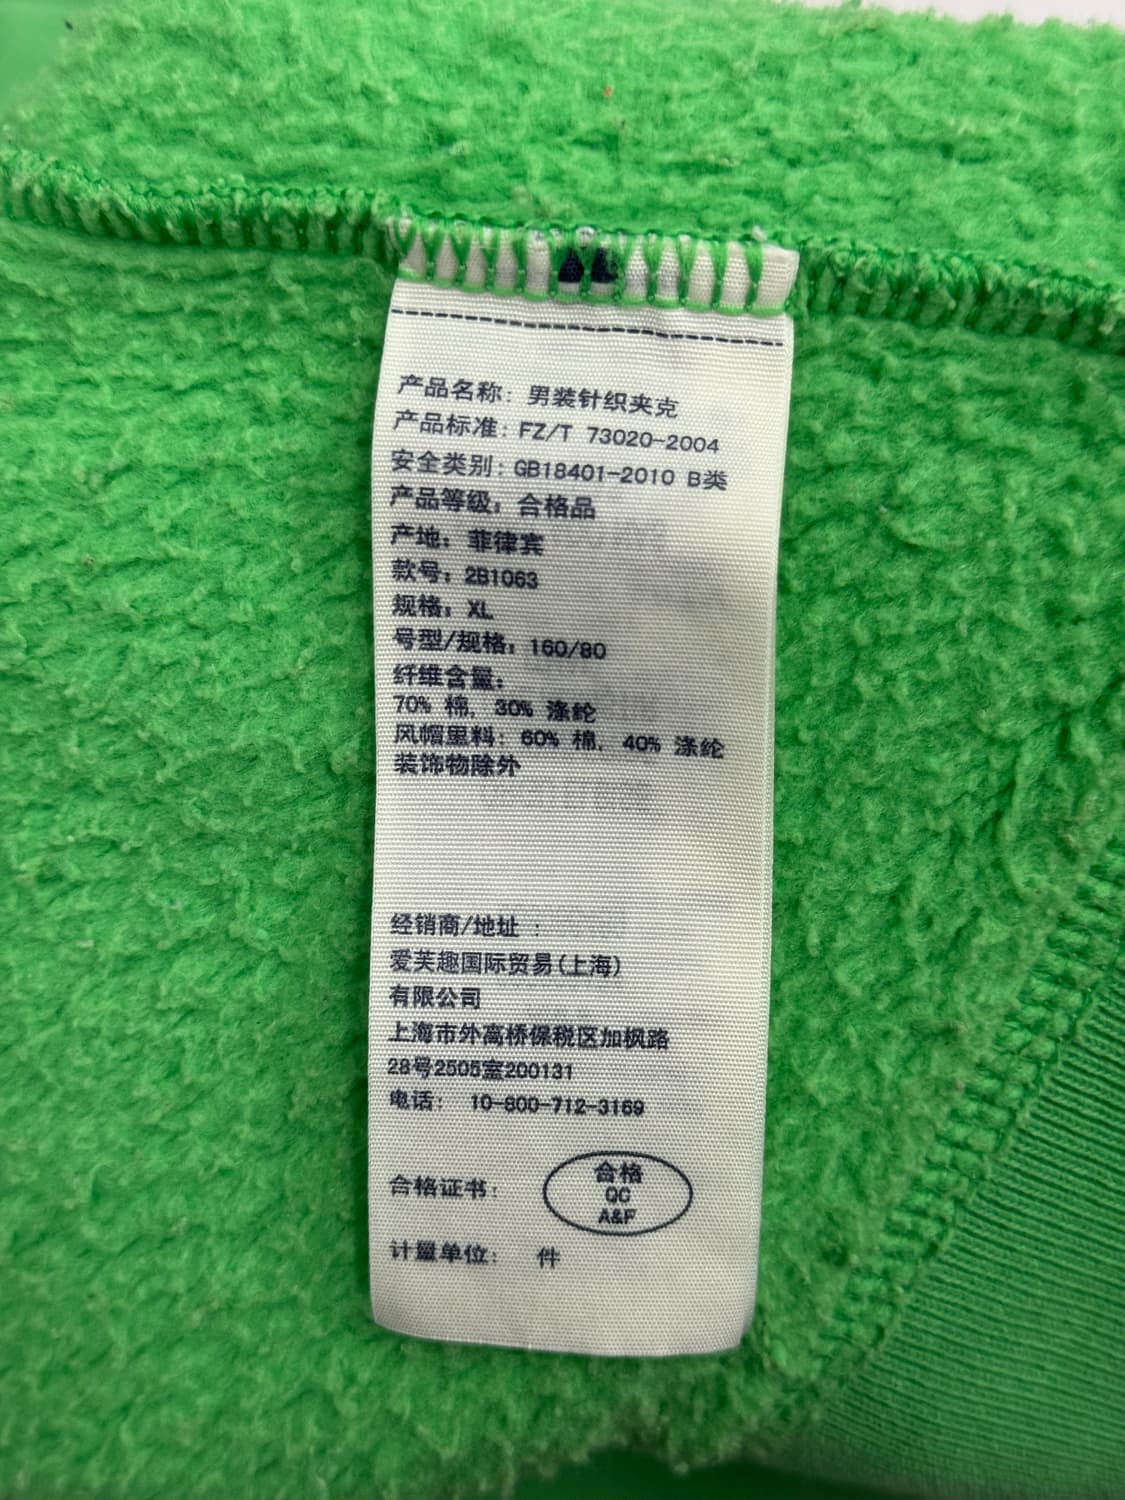 产品名称: 男装针织夹克
产品标准: FZ/T 73020-2004
安全类别: GB18401-2010 B类
产品等级: 合格品
产地: 菲律宾
款号: 2B1063
规格: XL
号型/规格: 160/80
纤维含量:
70% 棉, 30% 涤纶
风帽里料: 60% 棉, 40% 涤纶
装饰物除外
经销商/地址 :
爱芙趣国际贸易(上海)
有限公司
上海市外高桥保税区加枫路
28号2505室200131
电话: 10-800-712-3169
合格证书:
合格
QC
A&F
计量单位: 件